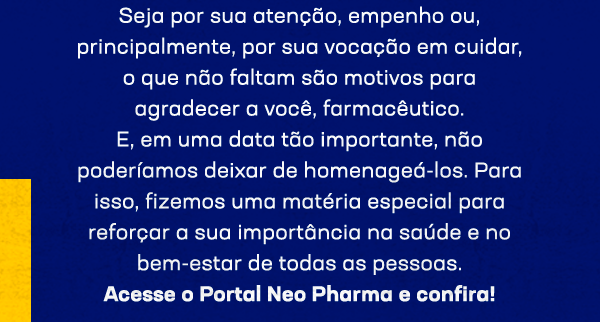 Seja por sua atenção, empenho ou,
principalmente, por sua vocação em cuidar,
o que não faltam são motivos para
agradecer a você, farmacêutico.
E, em uma data tão importante, não
poderíamos deixar de homenageá-los. Para
isso, fizemos uma matéria especial para
reforçar a sua importância na saúde e no
bem-estar de todas as pessoas.
Acesse o Portal Neo Pharma e confira!